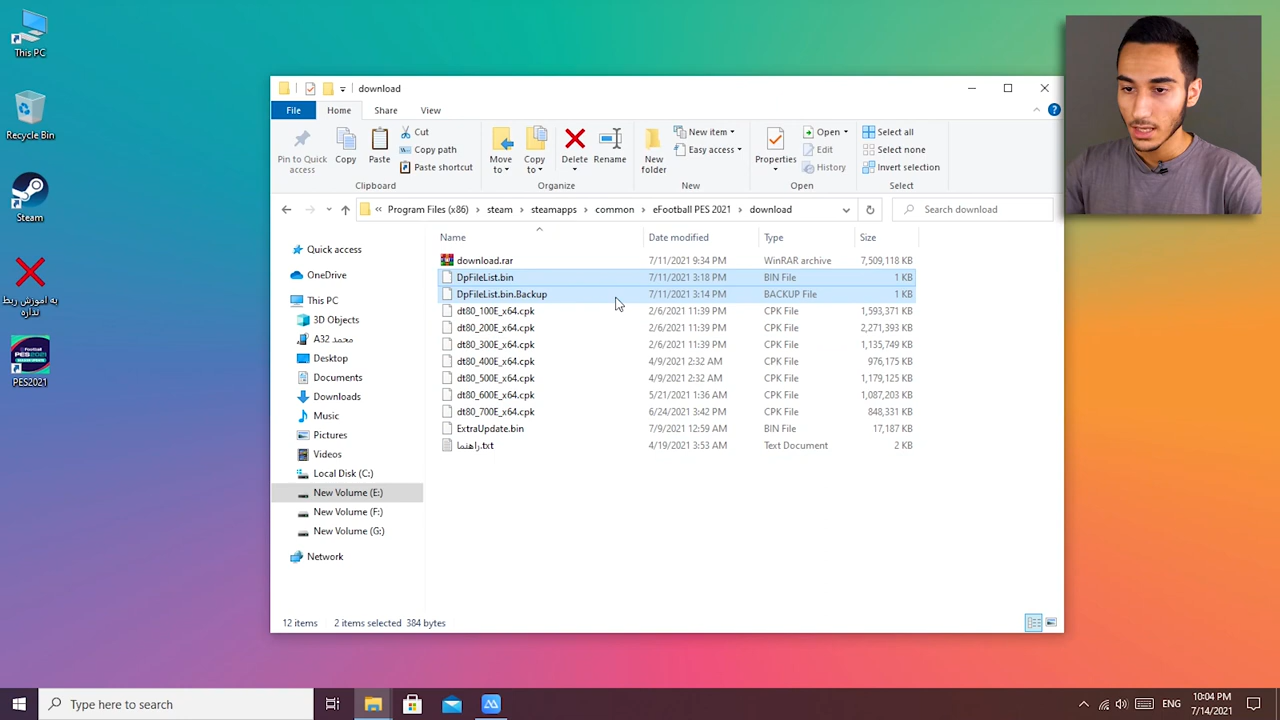 This PC
Recycle Bin
Steam
به آموزش ربط
نداره
PES2021
download
File
Home
Share
View
Pin to Quick
access
Copy
Paste
Cut
Copy path
Paste shortcut
Clipboard
Move
to
Copy
to
Delete
Rename
Organize
New
folder
New item
Easy access
New
Properties
Open
Edit
History
Open
Select all
Select none
Invert selection
Select
« Program Files (x86) > steam > steamapps > common > eFootball PES 2021 > download
Search download
Quick access
OneDrive
This PC
3D Objects
محمد A32
Desktop
Documents
Downloads
Music
Pictures
Videos
Local Disk (C:)
New Volume (E:)
New Volume (F:)
New Volume (G:)
Network
Name Date modified Type Size
download.rar 7/11/2021 9:34 PM WinRAR archive 7,509,118 KB
DpFileList.bin 7/11/2021 3:18 PM BIN File 1 KB
DpFileList.bin.Backup 7/11/2021 3:14 PM BACKUP File 1 KB
dt80_100E_x64.cpk 2/6/2021 11:39 PM CPK File 1,593,371 KB
dt80_200E_x64.cpk 2/6/2021 11:39 PM CPK File 2,271,393 KB
dt80_300E_x64.cpk 2/6/2021 11:39 PM CPK File 1,135,749 KB
dt80_400E_x64.cpk 4/9/2021 2:32 AM CPK File 976,175 KB
dt80_500E_x64.cpk 4/9/2021 2:32 AM CPK File 1,179,125 KB
dt80_600E_x64.cpk 5/21/2021 1:36 AM CPK File 1,087,203 KB
dt80_700E_x64.cpk 6/24/2021 3:42 PM CPK File 848,331 KB
ExtraUpdate.bin 7/9/2021 12:59 AM BIN File 17,187 KB
راهنما.txt 4/19/2021 3:53 AM Text Document 2 KB
12 items 2 items selected 384 bytes
Type here to search
ENG
10:04 PM
7/14/2021